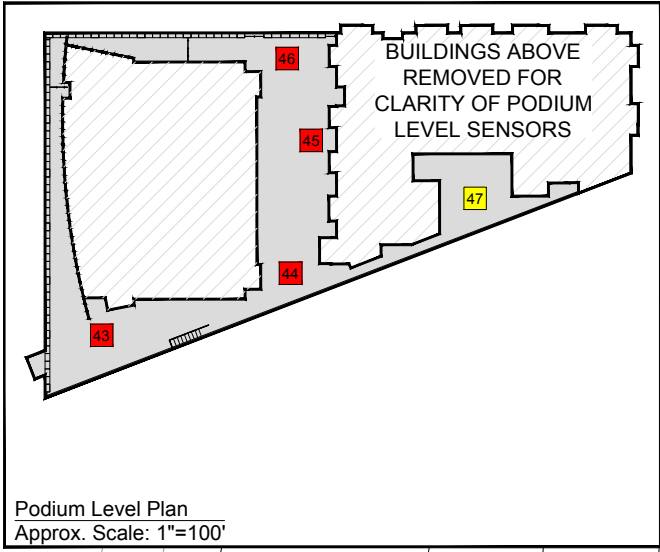 46
BUILDINGS ABOVE
REMOVED FOR
CLARITY OF PODIUM
LEVEL SENSORS
45
47
44
43
Podium Level Plan
Approx. Scale: 1"=100'